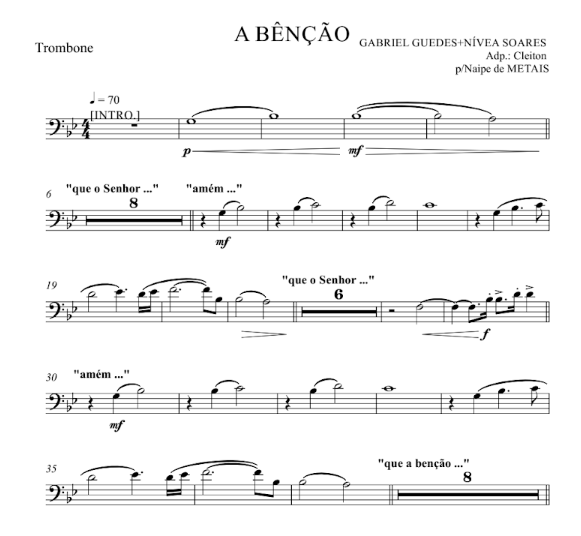 A BÊNÇÃO
Trombone
GABRIEL GUEDES+NÍVEA SOARES
Adp.: Cleiton
p/Naipe de METAIS
♩ = 70
[INTRO.]
p mf
6 "que o Senhor ..." "amém ..."
8
mf
19 "que o Senhor ..."
6
f
30 "amém ..."
mf
35 "que a benção ..."
8